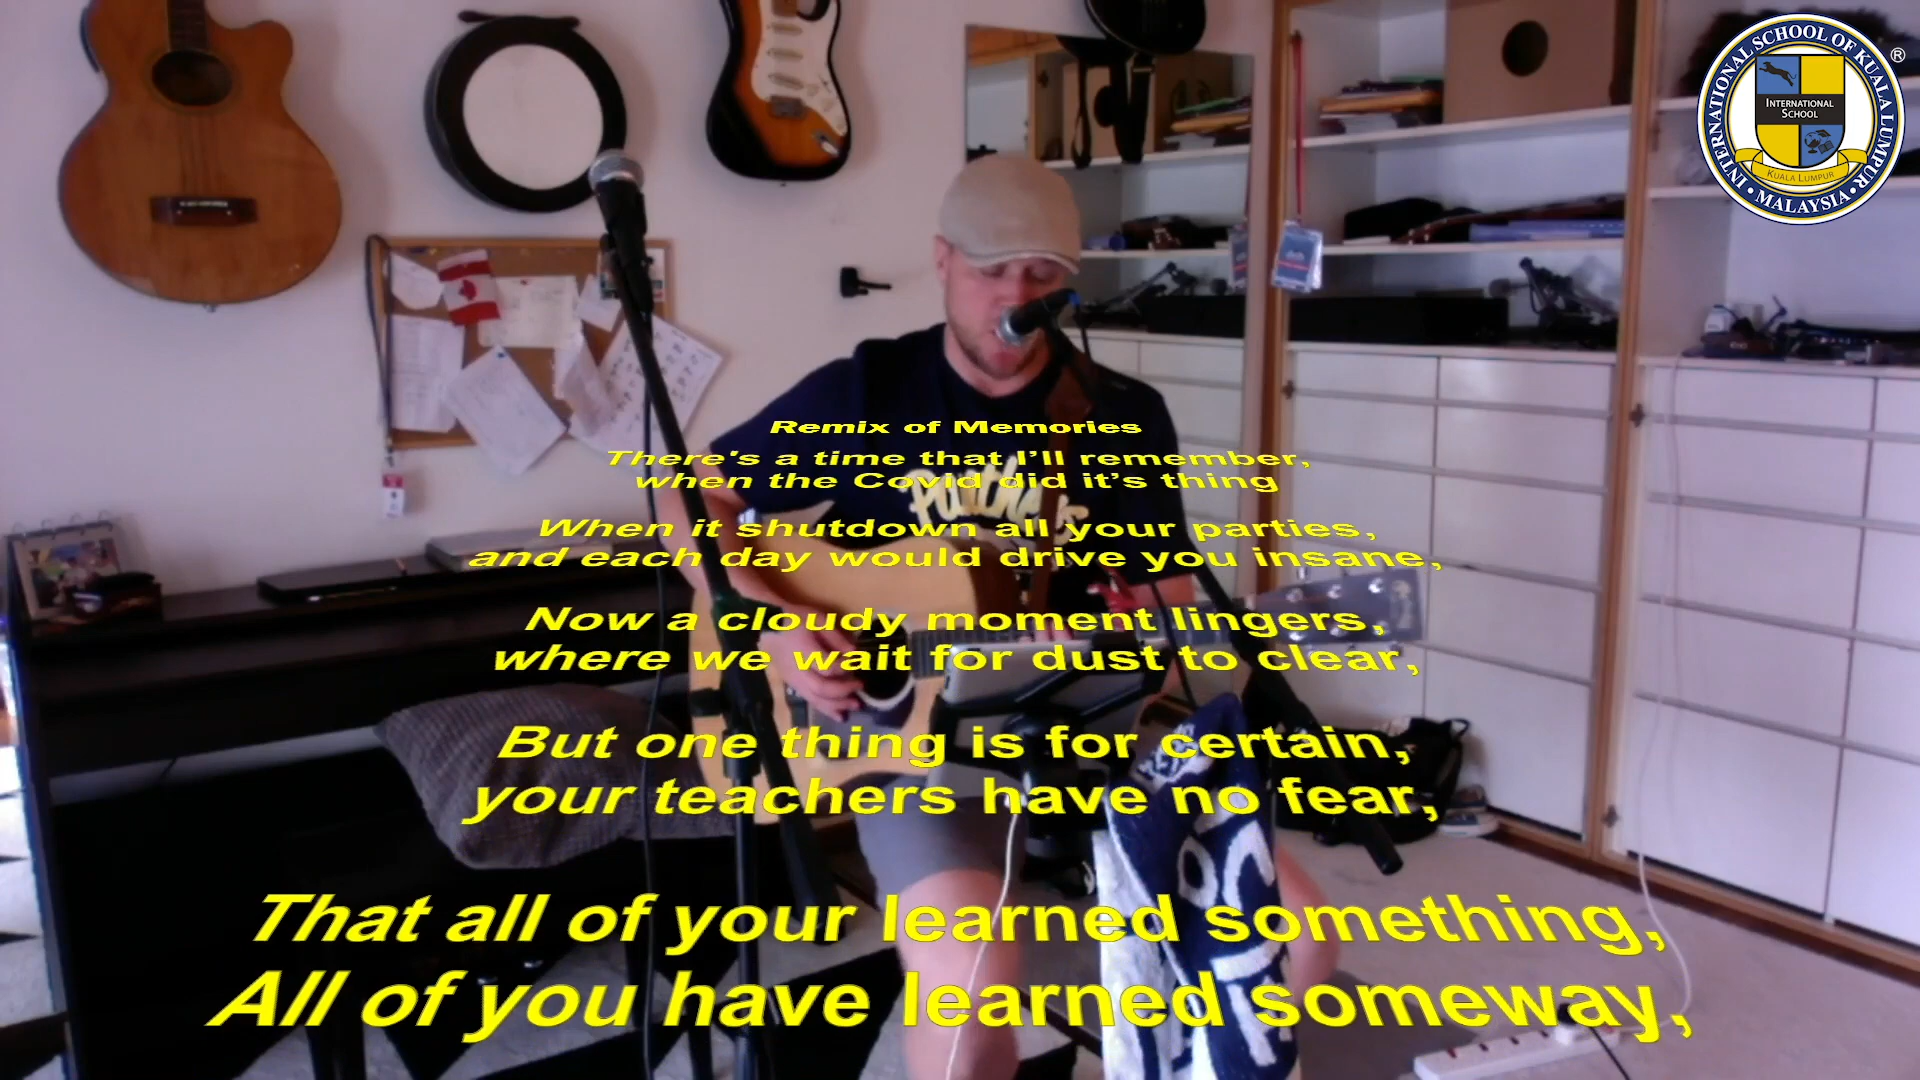 INTERNATIONAL SCHOOL OF KUALA LUMPUR
®
INTERNATIONAL
SCHOOL
KUALA LUMPUR
• MALAYSIA •
Remix of Memories
There's a time that I’ll remember,
when the Covid did it’s thing
Panthers
When it shutdown all your parties,
and each day would drive you insane,
Now a cloudy moment lingers,
where we wait for dust to clear,
But one thing is for certain,
your teachers have no fear,
That all of your learned something,
All of you have learned someway,